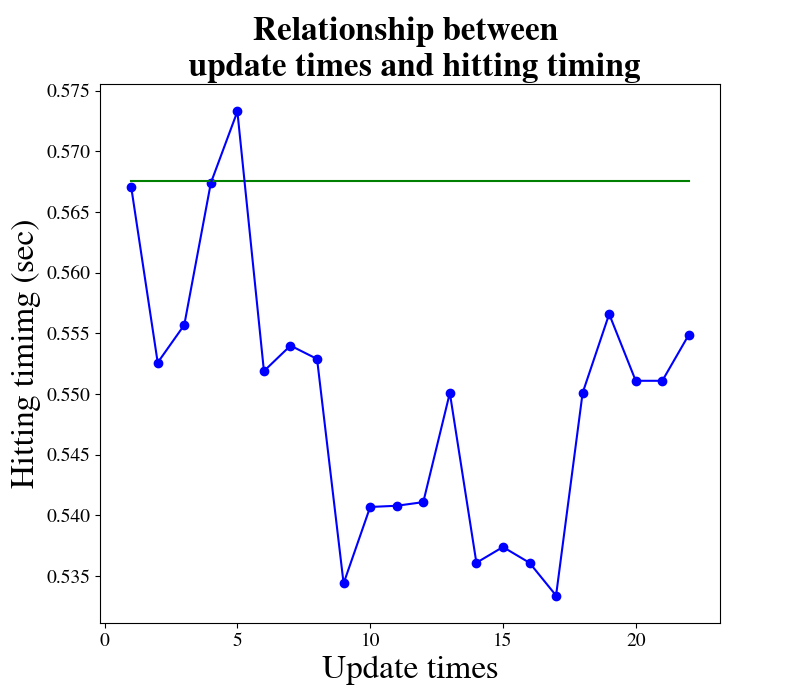 Relationship between
update times and hitting timing
0.575
0.570
0.565
0.560
0.555
0.550
0.545
0.540
0.535
Hitting timimg (sec)
0 5 10 15 20
Update times